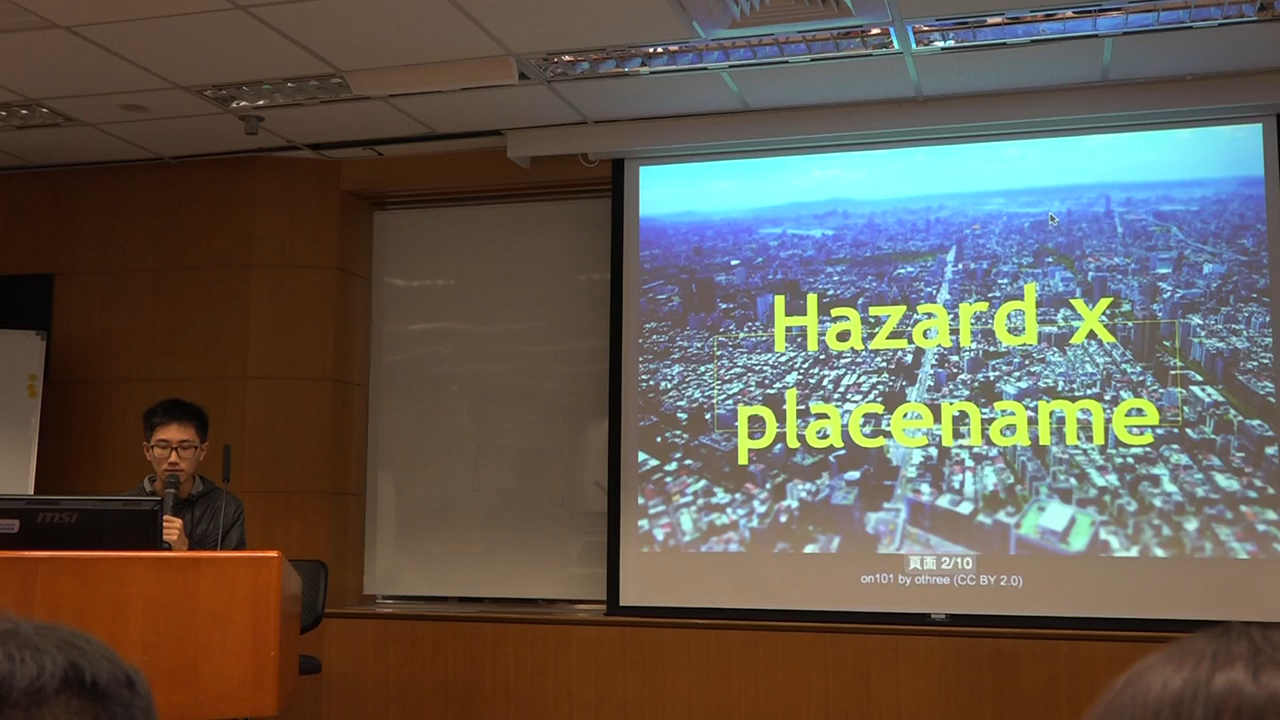 Hazard x
placename
頁面 2/10
on101 by othree (CC BY 2.0)
msi